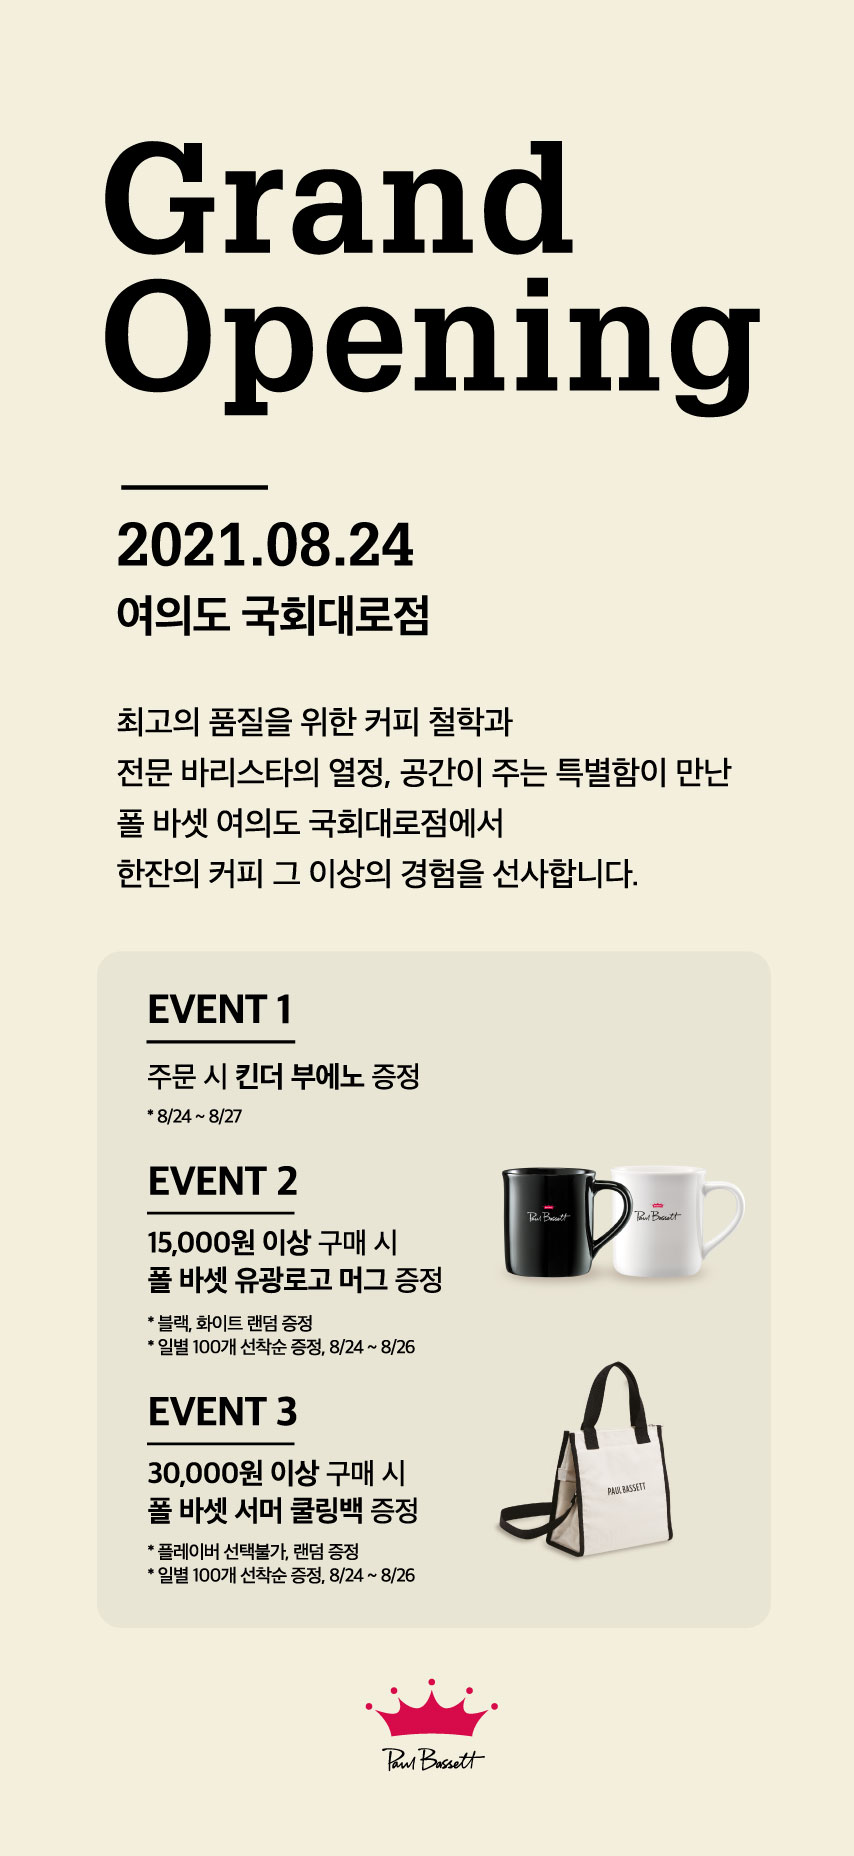 Grand
Opening
2021.08.24
여의도 국회대로점
최고의 품질을 위한 커피 철학과
전문 바리스타의 열정, 공간이 주는 특별함이 만난
폴 바셋 여의도 국회대로점에서
한잔의 커피 그 이상의 경험을 선사합니다.
EVENT 1
주문 시 킨더 부에노 증정
* 8/24 ~ 8/27
EVENT 2
15,000원 이상 구매 시
폴 바셋 유광로고 머그 증정
* 블랙, 화이트 랜덤 증정
* 일별 100개 선착순 증정, 8/24 ~ 8/26
Paul Bassett
Paul Bassett
EVENT 3
30,000원 이상 구매 시
폴 바셋 서머 쿨링백 증정
* 플레이버 선택불가, 랜덤 증정
* 일별 100개 선착순 증정, 8/24 ~ 8/26
PAUL BASSETT
Paul Bassett